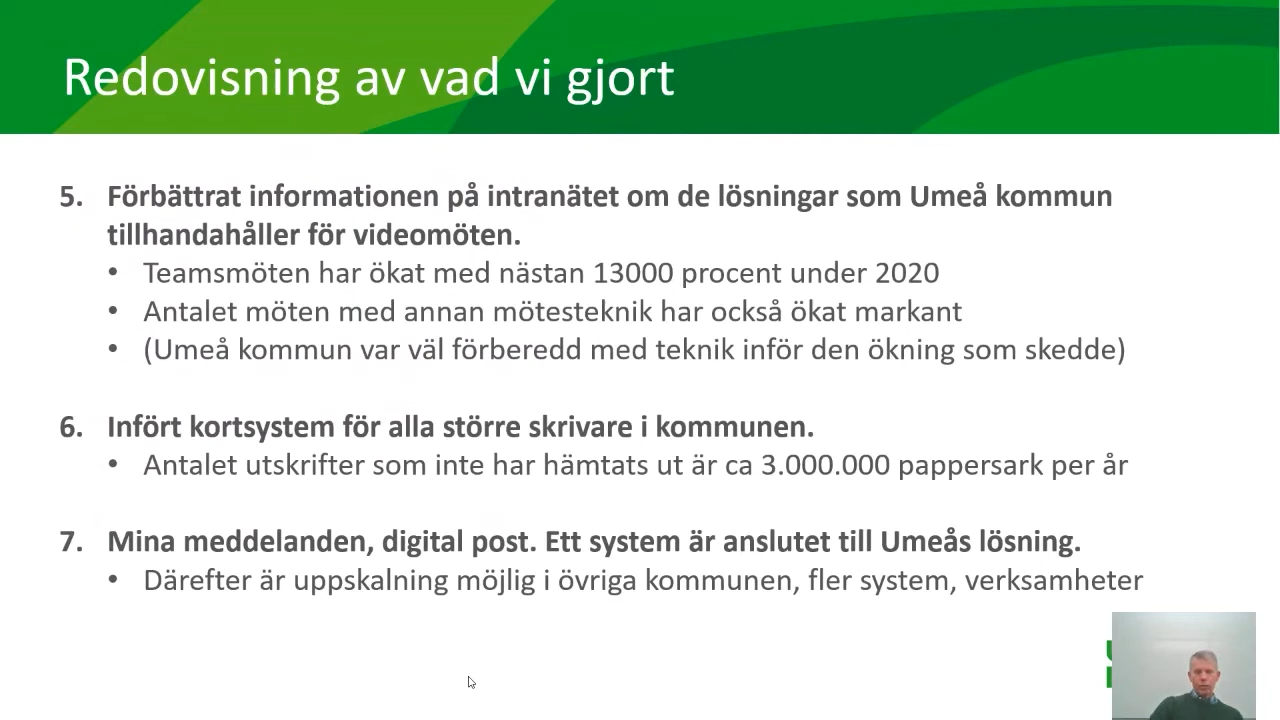 Redovisning av vad vi gjort
5. Förbättrat informationen på intranätet om de lösningar som Umeå kommun
tillhandahåller för videomöten.
• Teamsmöten har ökat med nästan 13000 procent under 2020
• Antalet möten med annan mötesteknik har också ökat markant
• (Umeå kommun var väl förberedd med teknik inför den ökning som skedde)
6. Infört kortsystem för alla större skrivare i kommunen.
• Antalet utskrifter som inte har hämtats ut är ca 3.000.000 pappersark per år
7. Mina meddelanden, digital post. Ett system är anslutet till Umeås lösning.
• Därefter är uppskalning möjlig i övriga kommunen, fler system, verksamheter